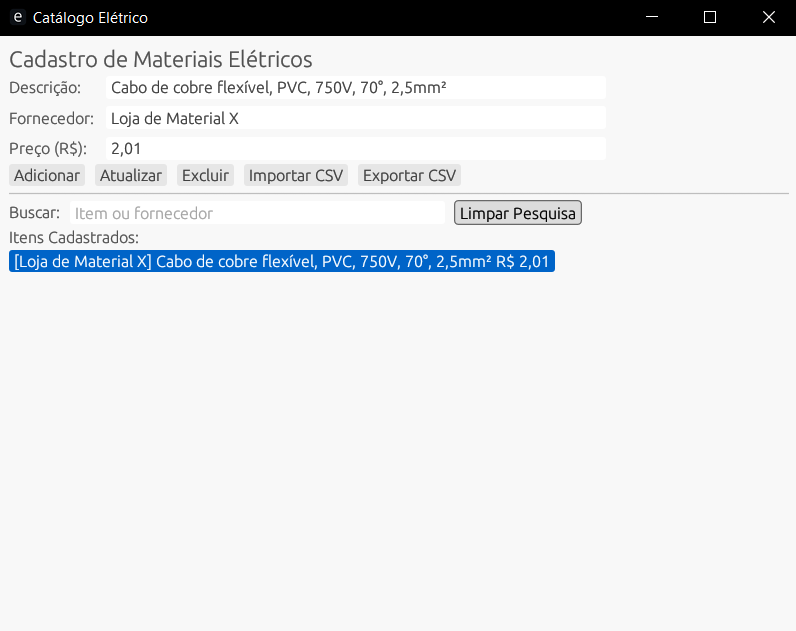 e Catálogo Elétrico
Cadastro de Materiais Elétricos
Descrição: Cabo de cobre flexível, PVC, 750V, 70°, 2,5mm²
Fornecedor: Loja de Material X
Preço (R$): 2,01
Adicionar Atualizar Excluir Importar CSV Exportar CSV
Buscar: Item ou fornecedor Limpar Pesquisa
Itens Cadastrados:
[Loja de Material X] Cabo de cobre flexível, PVC, 750V, 70°, 2,5mm² R$ 2,01